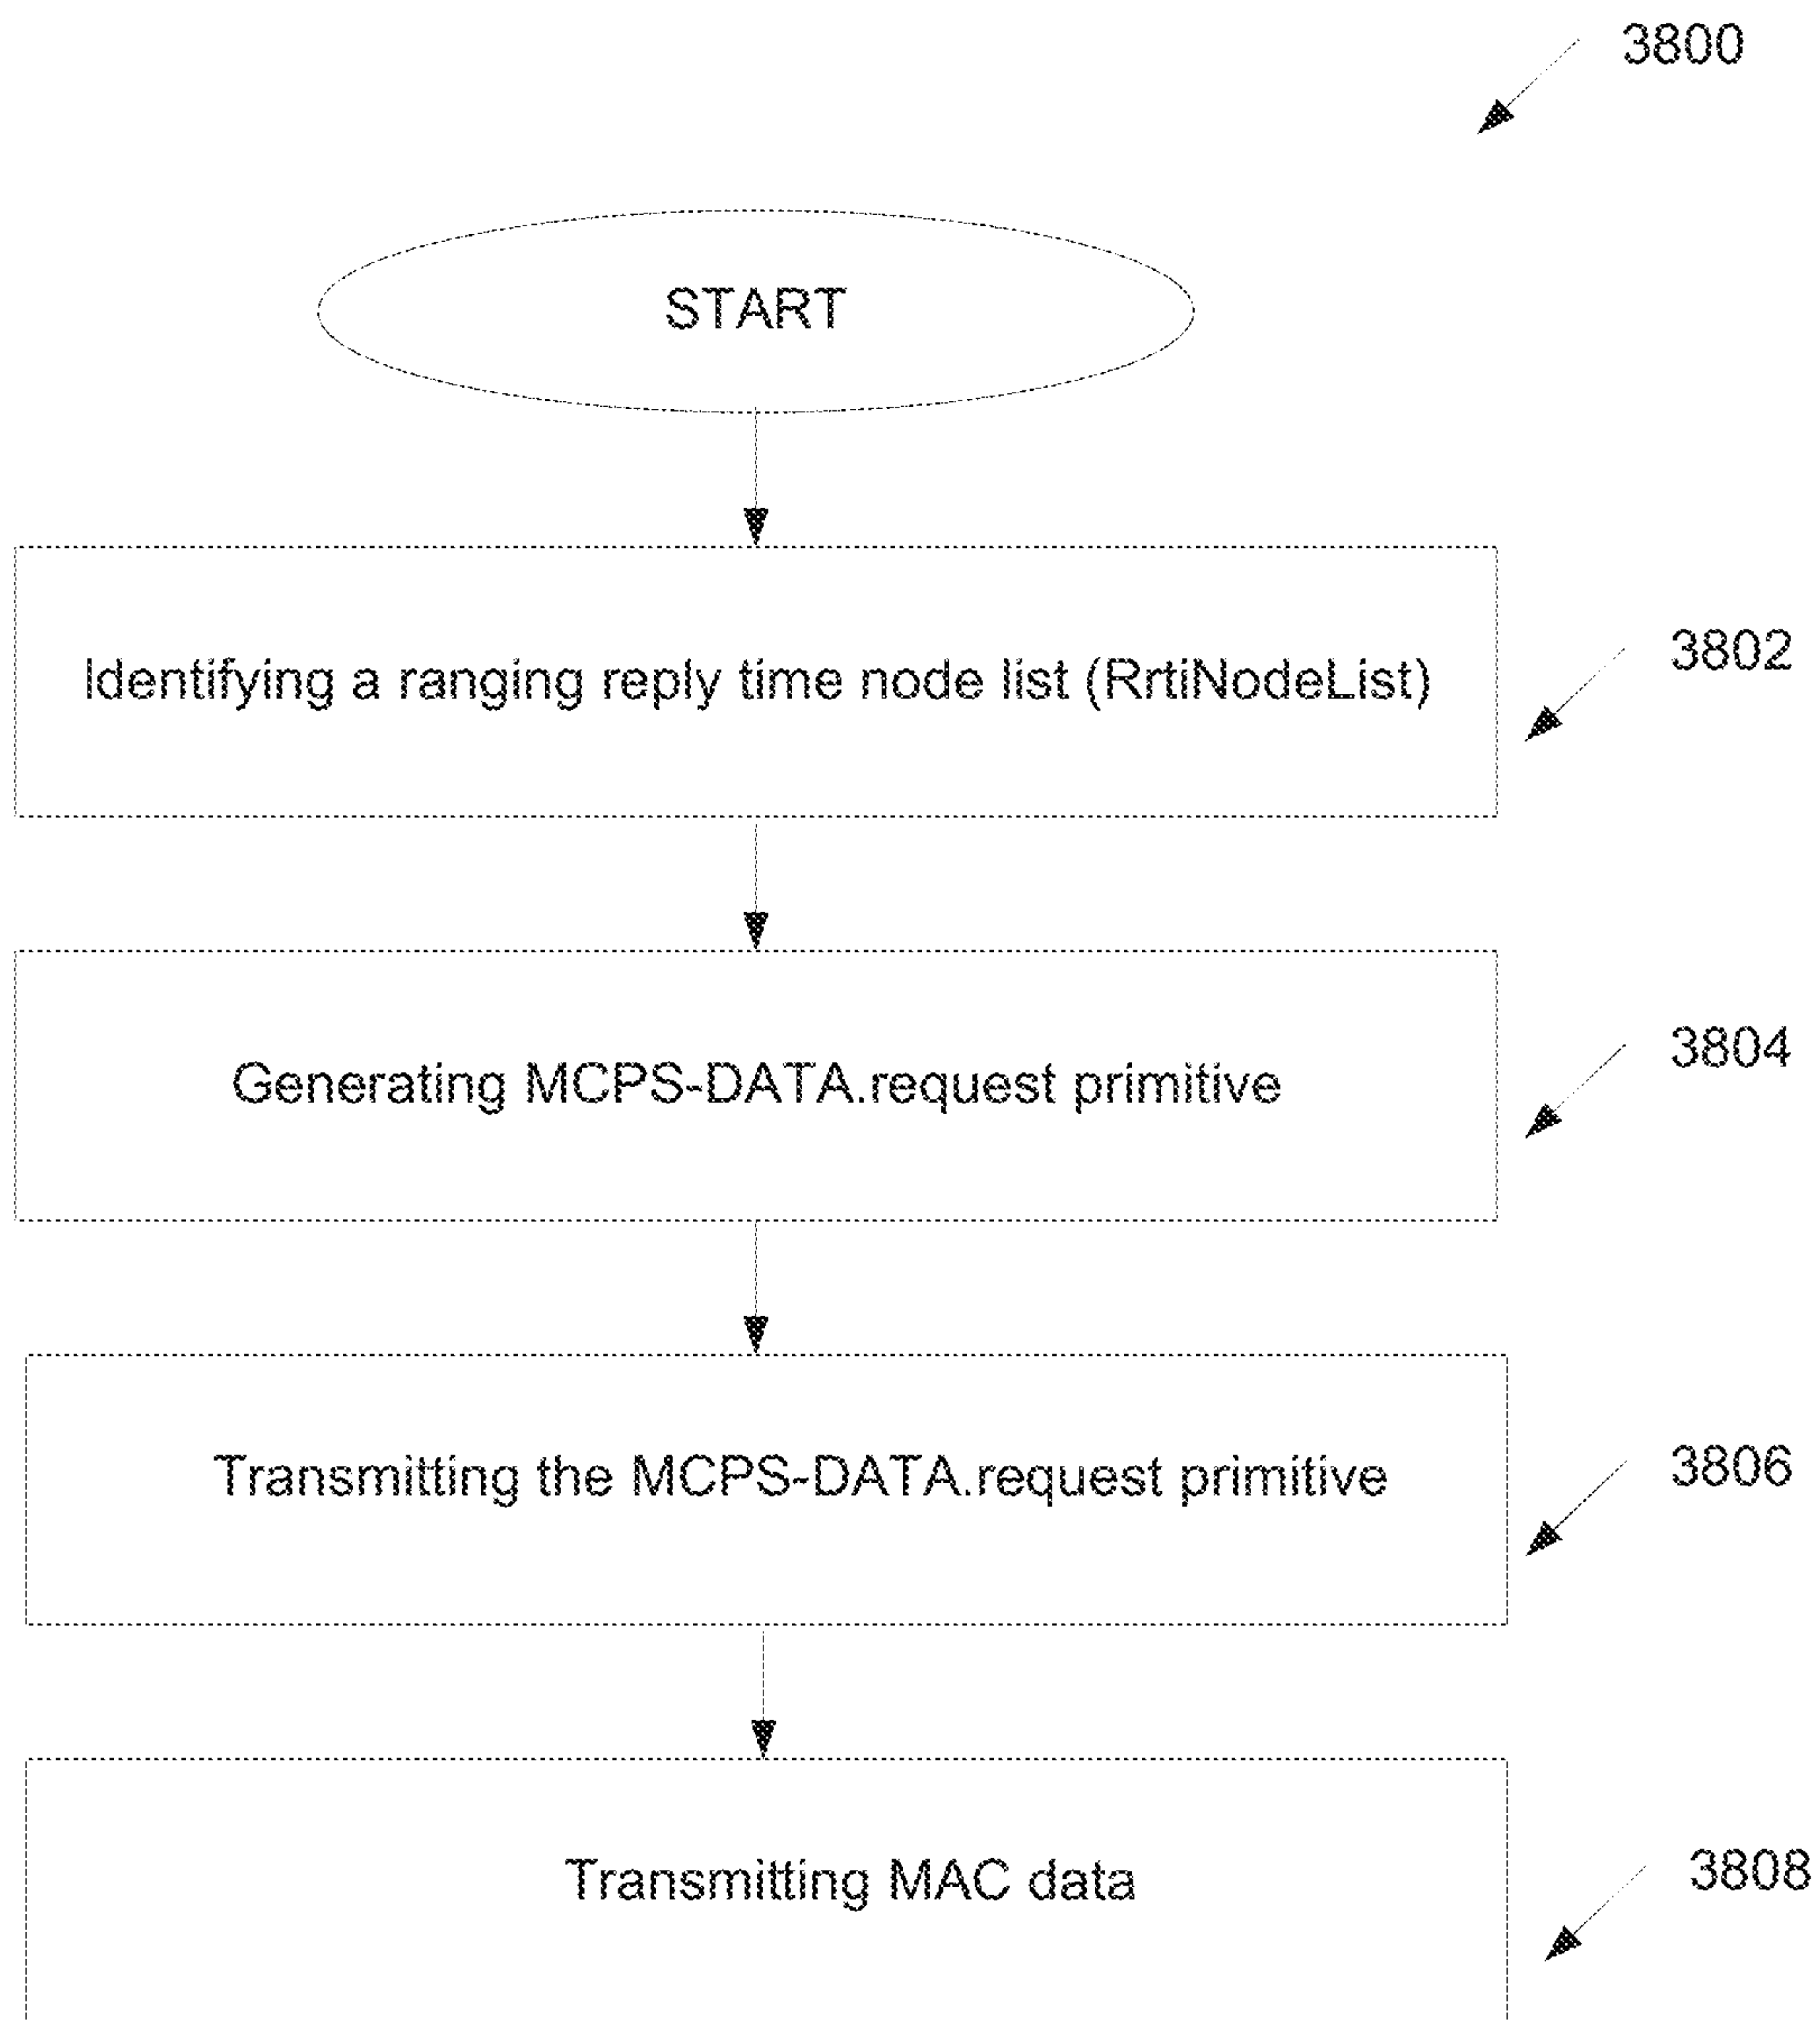 3800
START
Identifying a ranging reply time node list (RrtiNodeList)
3802
Generating MCPS-DATA.request primitive
3804
Transmitting the MCPS-DATA.request primitive
3806
Transmitting MAC data
3808